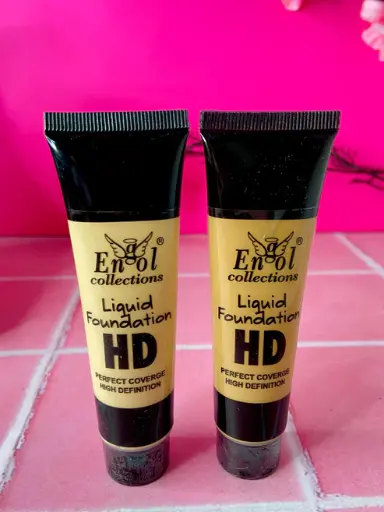 Engol®
collections
Liquid
Foundation
HD
PERFECT COVERGE
HIGH DEFINITION
Engol®
collections
Liquid
Foundation
HD
PERFECT COVERGE
HIGH DEFINITION